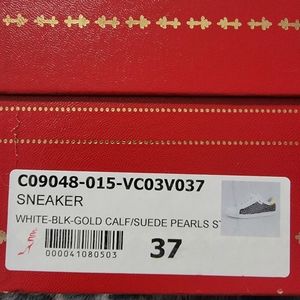 C09048-015-VC03V037
SNEAKER
WHITE-BLK-GOLD CALF/SUEDE PEARLS
37
000041080503